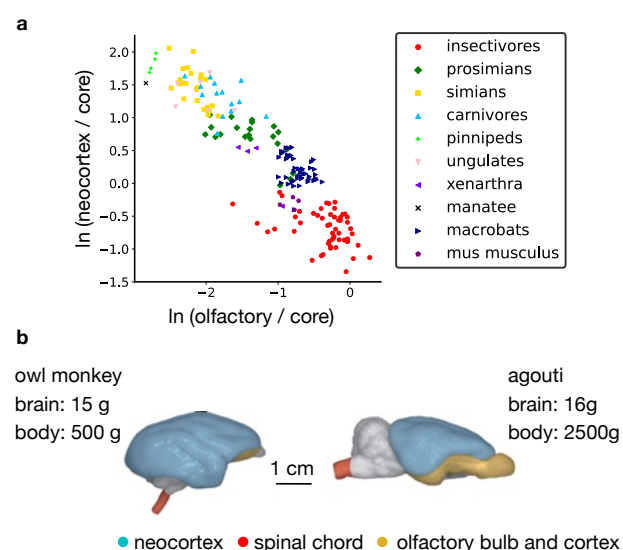 a
ln (neocortex / core)
2.0
1.5
1.0
0.5
0.0
−0.5
−1.0
−1.5
−2
−1
0
ln (olfactory / core)
insectivores
prosimians
simians
carnivores
pinnipeds
ungulates
xenarthra
manatee
macrobats
mus musculus
b
owl monkey
brain: 15 g
body: 500 g
1 cm
agouti
brain: 16g
body: 2500g
neocortex
spinal chord
olfactory bulb and cortex